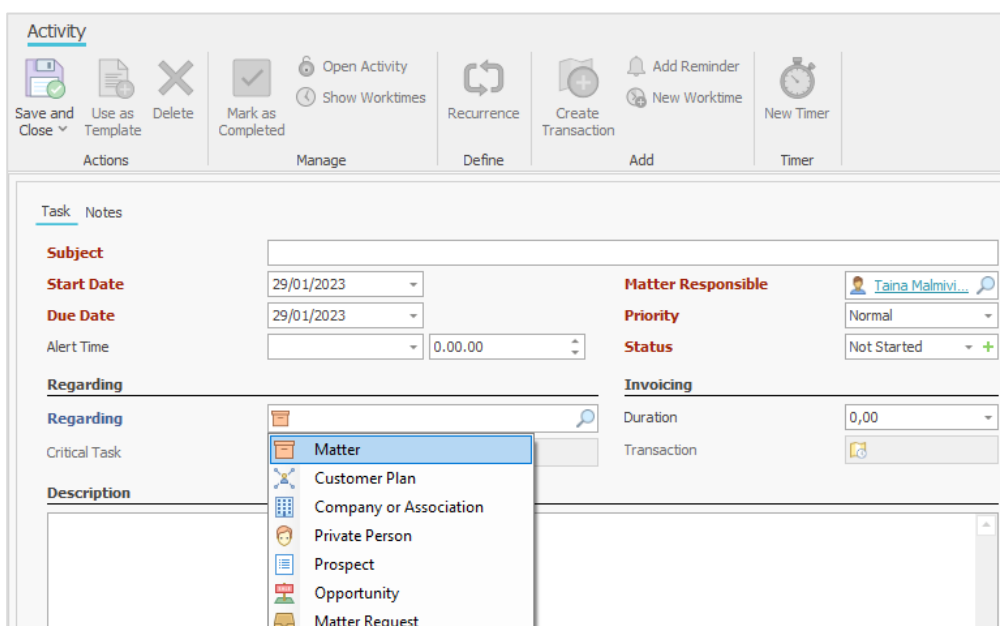 Activity
Save and Close
Use as Template
Delete
Actions
Mark as Completed
Open Activity
Show Worktimes
Manage
Recurrence
Define
Create Transaction
Add Reminder
New Worktime
Add
New Timer
Timer
Task Notes
Subject
Start Date 29/01/2023 Matter Responsible Taina Malmivi...
Due Date 29/01/2023 Priority Normal
Alert Time 0.00.00 Status Not Started
Regarding Invoicing
Regarding Duration 0,00
Critical Task Transaction
Matter
Customer Plan
Company or Association
Private Person
Prospect
Opportunity
Matter Request
Description